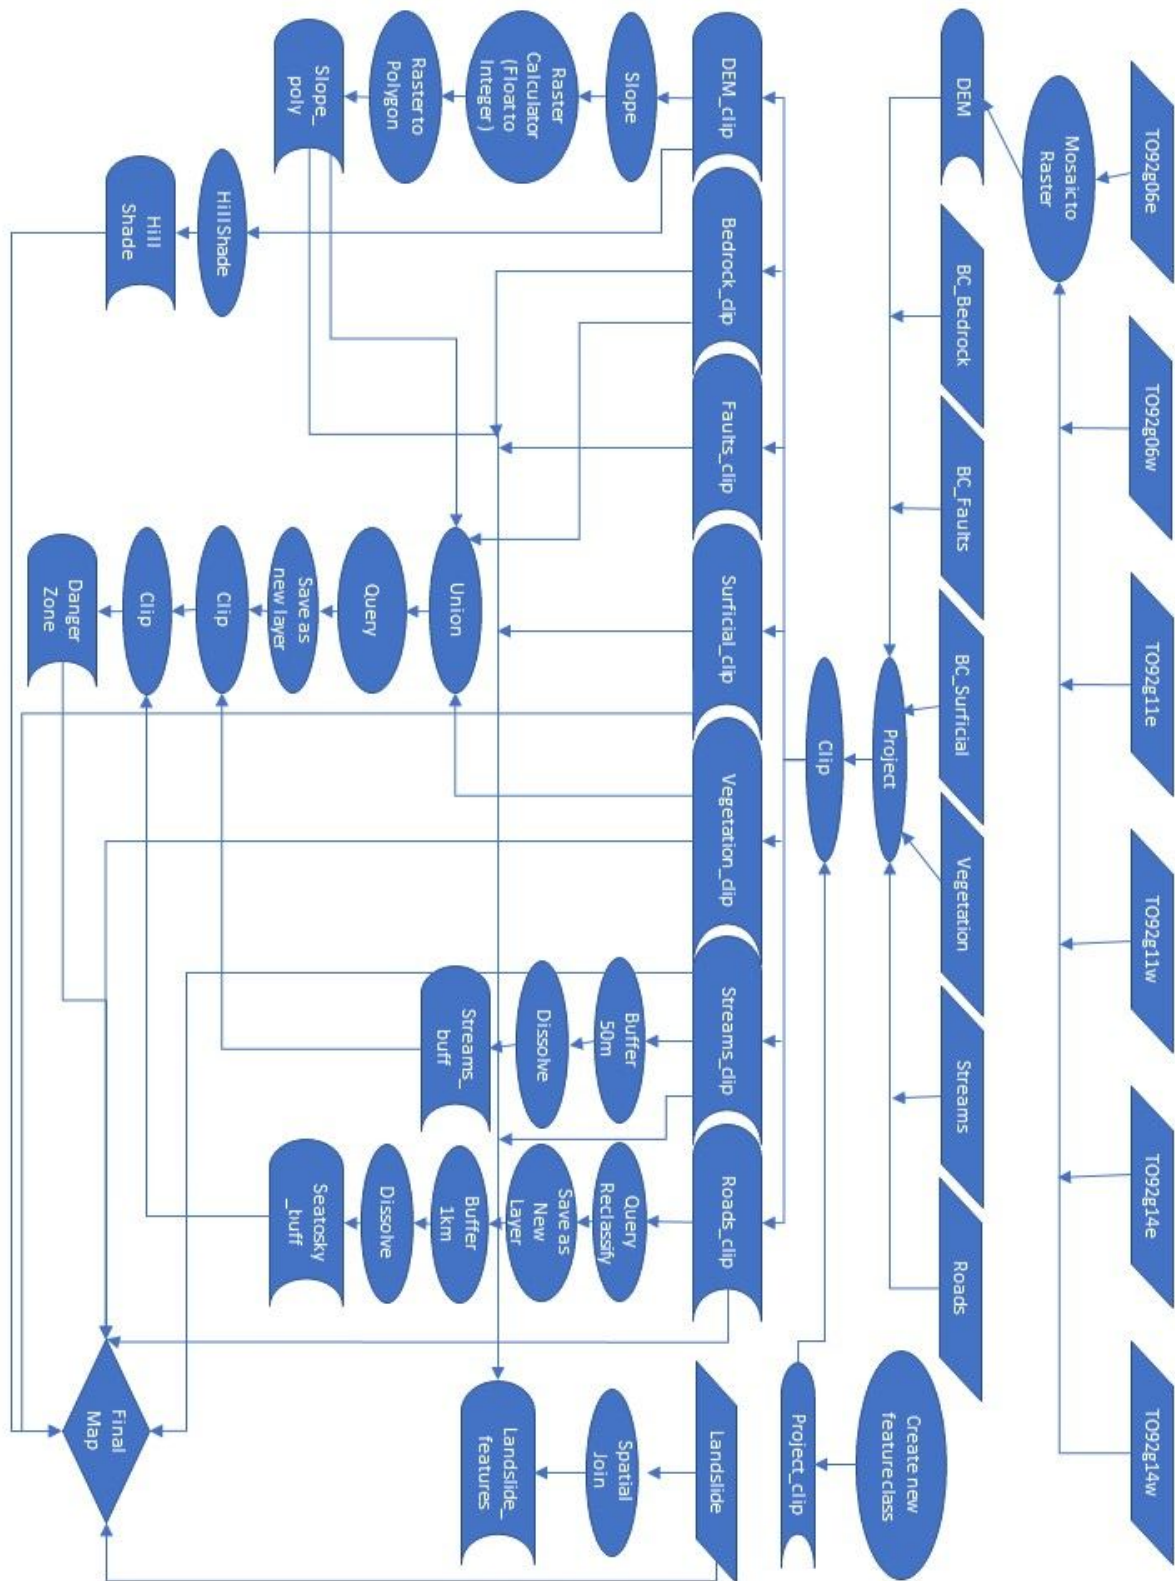 TO92g06e
TO92g06w
TO92g11e
TO92g11w
TO92g14e
TO92g14w
Mosaic to
Raster
DEM
BC_Bedrock
BC_Faults
BC_Surficial
Vegetation
Streams
Roads
Project
Create new
feature class
Clip
Project_clip
DEM_clip
Bedrock_clip
Faults_clip
Surficial_clip
Vegetation_clip
Streams_clip
Roads_clip
Landslide
Slope
Buffer
50m
Query
Reclassify
Spatial
Join
Raster
Calculator
(Float to
Integer)
Dissolve
Save as
New
Layer
Landslide_
features
Raster to
Polygon
Union
Streams_
buff
Buffer
1km
Slope_
poly
Query
Dissolve
Save as
new layer
Seatosky
_buff
HillShade
Clip
Hill
Shade
Clip
Danger
Zone
Final
Map